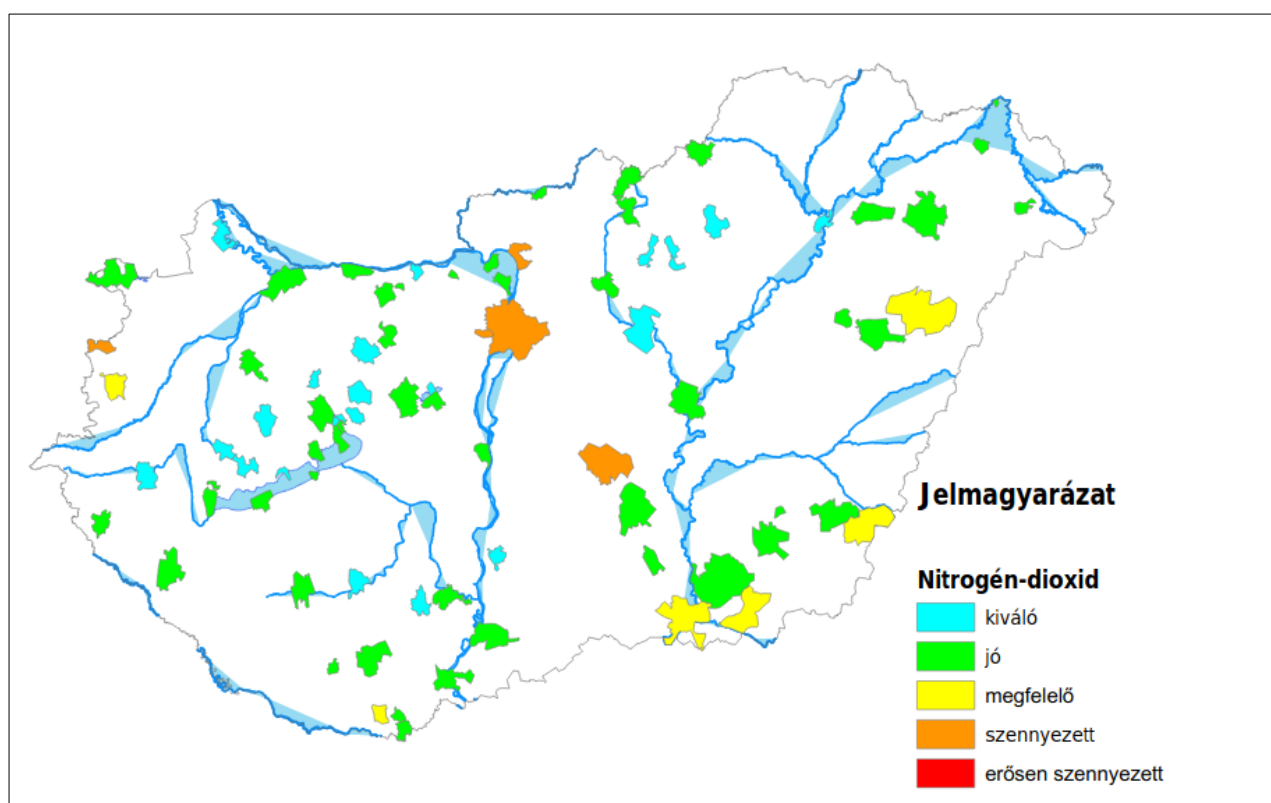 Jelmagyarázat
Nitrogén-dioxid
kiváló
jó
megfelelő
szennyezett
erősen szennyezett